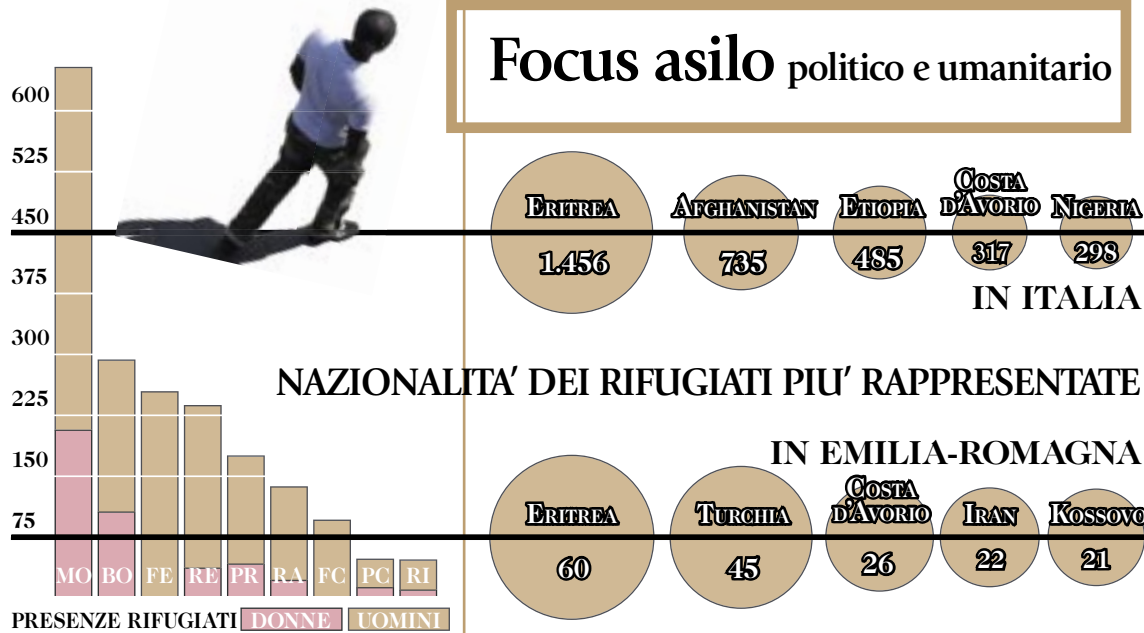 Focus asilo politico e umanitario
600
525
450
375
300
225
150
75
MO BO FE RE PR RA FC PC RI
PRESENZE RIFUGIATI DONNE UOMINI
ERITREA
1.456
AFGHANISTAN
735
ETIOPIA
485
COSTA
D'AVORIO
317
NIGERIA
298
IN ITALIA
NAZIONALITA' DEI RIFUGIATI PIU' RAPPRESENTATE
IN EMILIA-ROMAGNA
ERITREA
60
TURCHIA
45
COSTA
D'AVORIO
26
IRAN
22
KOSSOVO
21